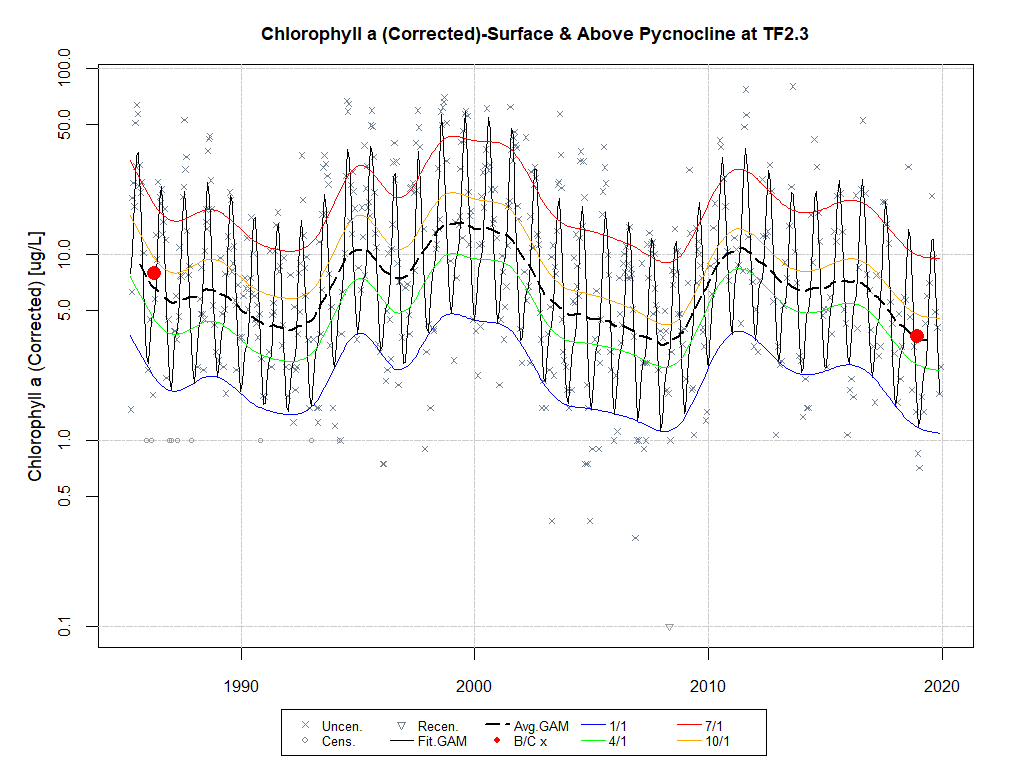 Chlorophyll a (Corrected)-Surface & Above Pycnocline at TF2.3
Chlorophyll a (Corrected) [ug/L]
100.0
50.0
10.0
5.0
1.0
0.5
0.1
1990 2000 2010 2020
Uncen. Recen. Avg.GAM 1/1 7/1
Cens. Fit.GAM B/C x 4/1 10/1